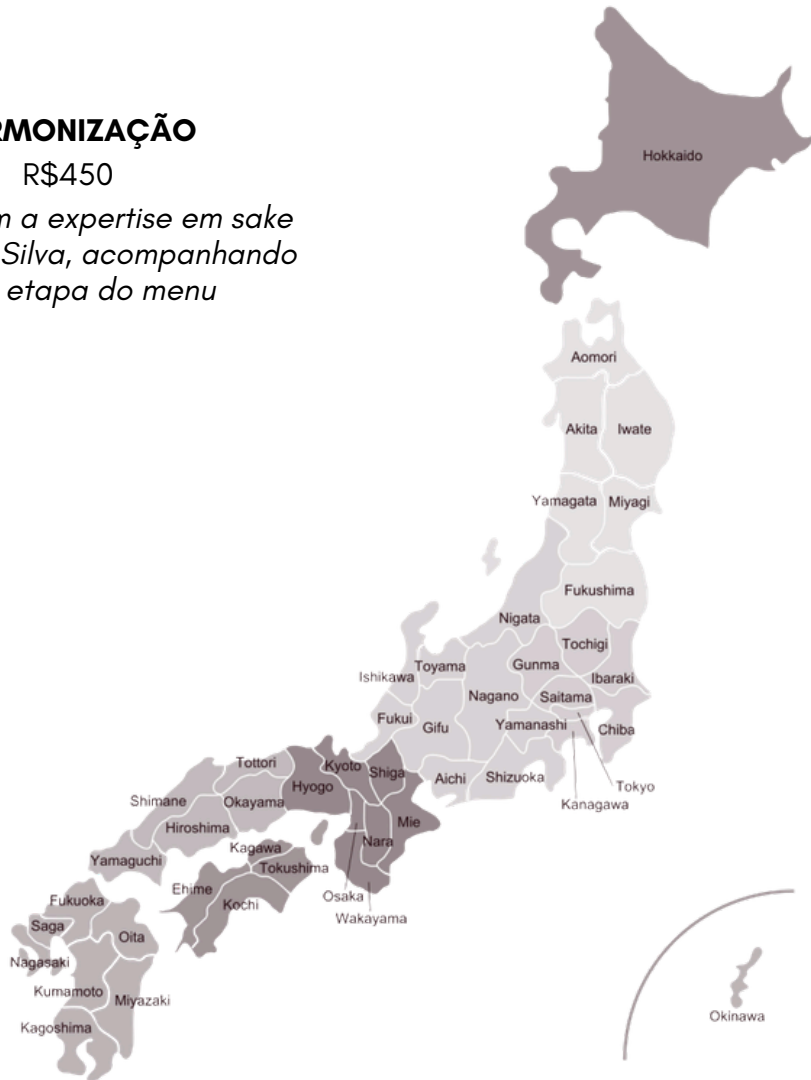 RMONIZAÇÃO
R$450
a expertise em sake
Silva, acompanhando
etapa do menu
Hokkaido
Aomori
Akita
Iwate
Yamagata
Miyagi
Fukushima
Nigata
Tochigi
Gunma
Toyama
Ishikawa
Ibaraki
Nagano
Saitama
Fukui
Gifu
Yamanashi
Chiba
Tottori
Kyoto
Shiga
Aichi
Shizuoka
Hyogo
Tokyo
Shimane
Okayama
Kanagawa
Mie
Hiroshima
Nara
Kagawa
Yamaguchi
Tokushima
Ehime
Osaka
Fukuoka
Kochi
Wakayama
Saga
Oita
Nagasaki
Kumamoto
Miyazaki
Okinawa
Kagoshima